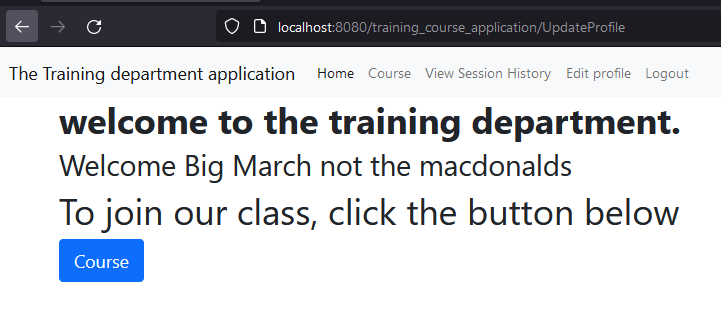 localhost:8080/training_course_application/UpdateProfile
The Training department application Home Course View Session History Edit profile Logout
welcome to the training department.
Welcome Big March not the macdonalds
To join our class, click the button below
Course